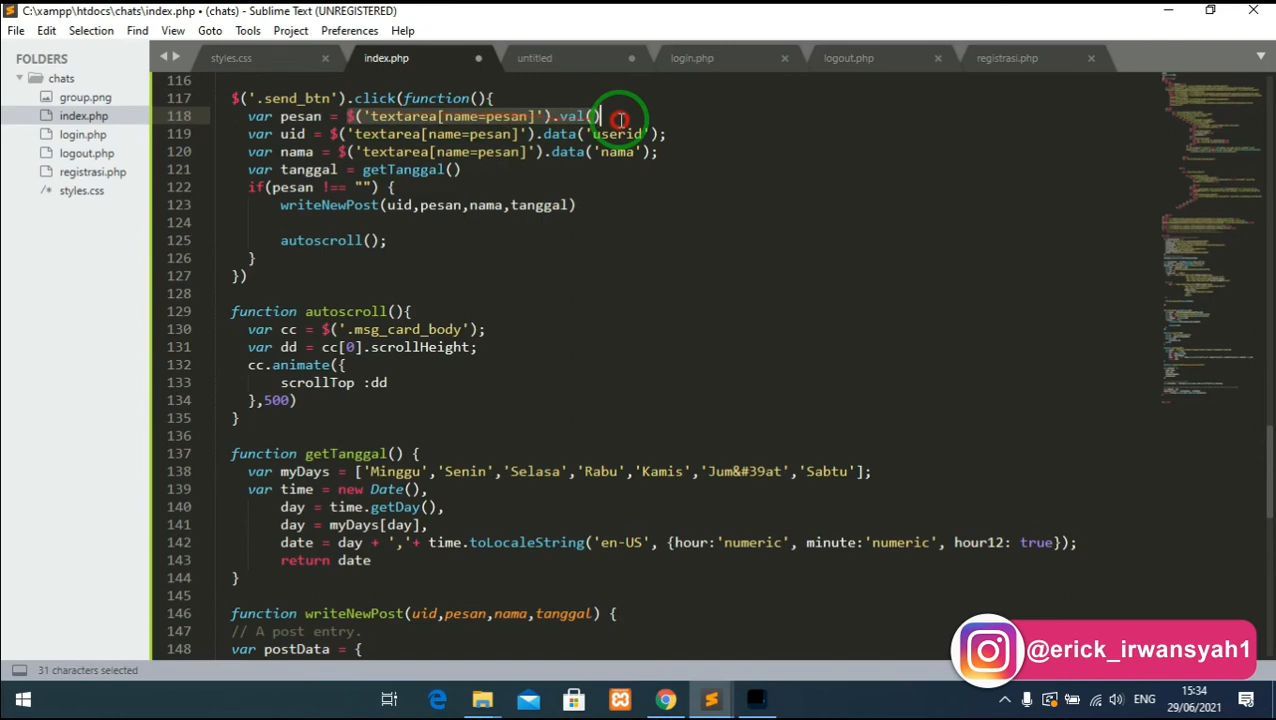 C:\xampp\htdocs\chats\index.php • (chats) - Sublime Text (UNREGISTERED)
File Edit Selection Find View Goto Tools Project Preferences Help
FOLDERS
chats
group.png
index.php
login.php
logout.php
registrasi.php
/* styles.css
styles.css index.php untitled login.php logout.php registrasi.php
116
117 $('.send_btn').click(function(){
118 var pesan = $('textarea[name=pesan]').val()
119 var uid = $('textarea[name=pesan]').data('userid');
120 var nama = $('textarea[name=pesan]').data('nama');
121 var tanggal = getTanggal()
122 if(pesan !== "") {
123 writeNewPost(uid,pesan,nama,tanggal)
124
125 autoscroll();
126 }
127 })
128
129 function autoscroll(){
130 var cc = $('.msg_card_body');
131 var dd = cc[0].scrollHeight;
132 cc.animate({
133 scrollTop :dd
134 },500)
135 }
136
137 function getTanggal() {
138 var myDays = ['Minggu','Senin','Selasa','Rabu','Kamis','Jum&#39at','Sabtu'];
139 var time = new Date(),
140 day = time.getDay(),
141 day = myDays[day],
142 date = day + ','+ time.toLocaleString('en-US', {hour:'numeric', minute:'numeric', hour12: true});
143 return date
144 }
145
146 function writeNewPost(uid,pesan,nama,tanggal) {
147 // A post entry.
148 var postData = {
31 characters selected
@erick_irwansyah1
ENG
15:34
29/06/2021